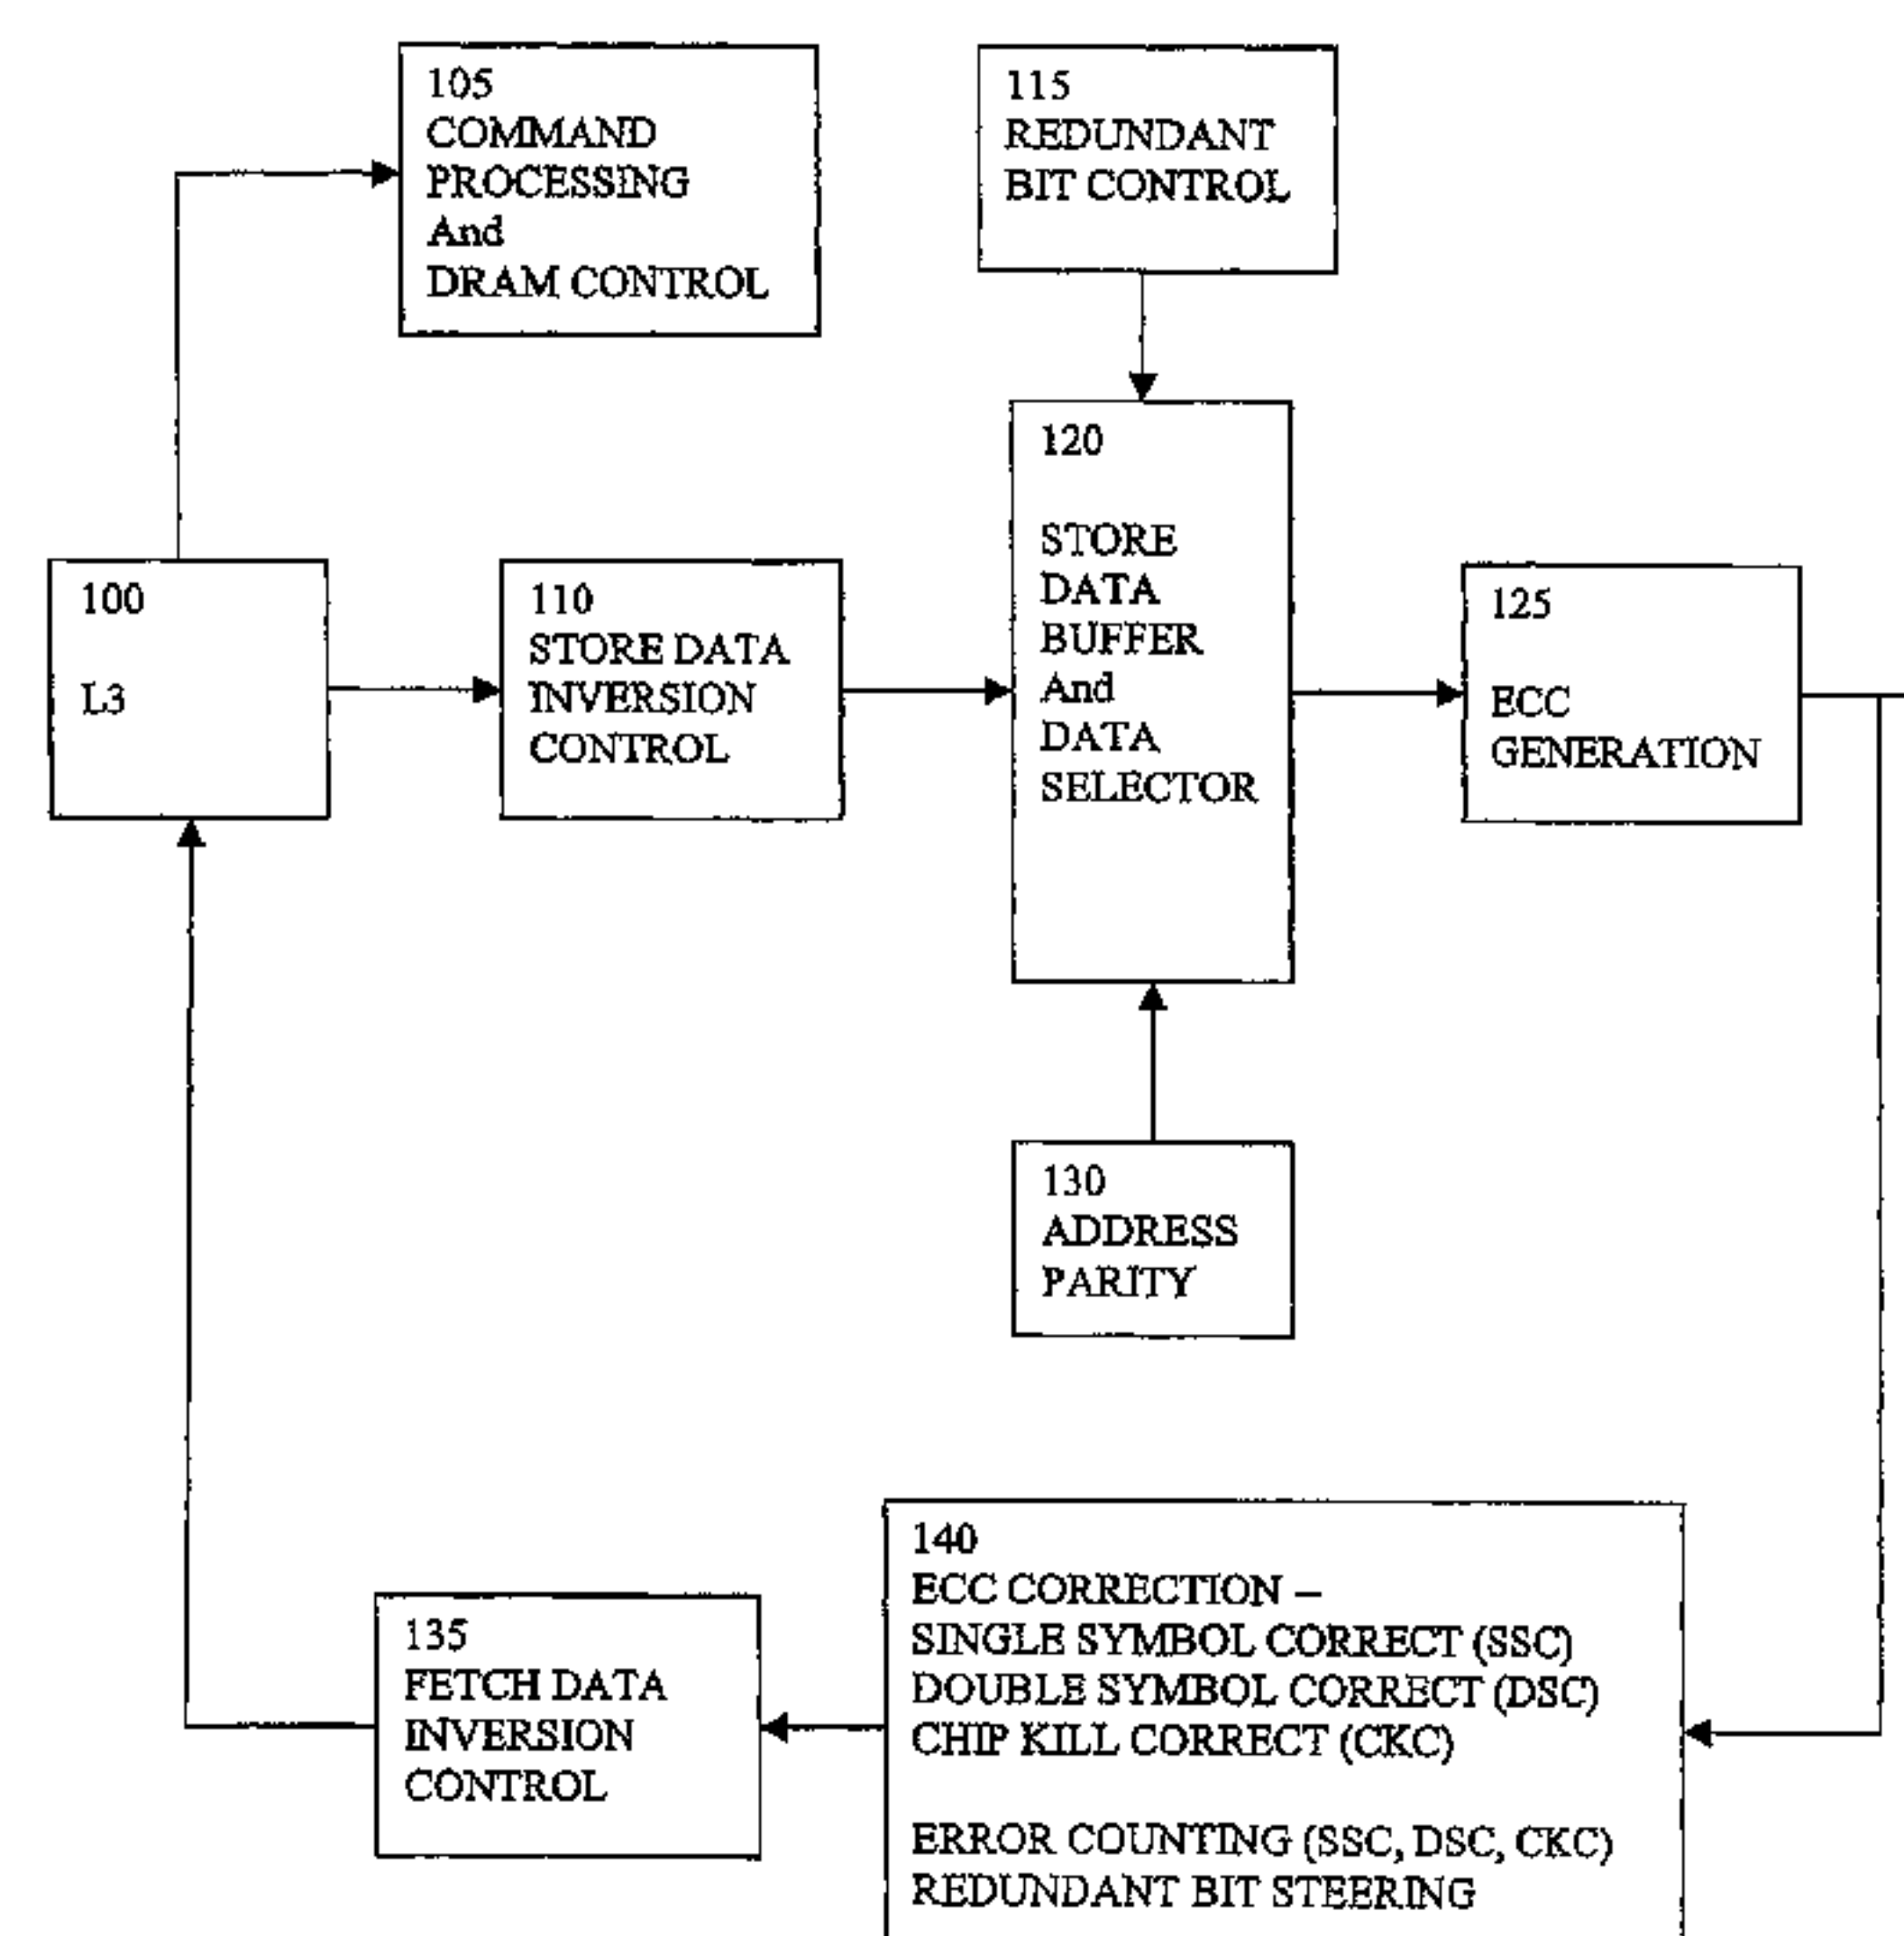 105
COMMAND
PROCESSING
And
DRAM CONTROL
115
REDUNDANT
BIT CONTROL
100
L3
110
STORE DATA
INVERSION
CONTROL
120
STORE
DATA
BUFFER
And
DATA
SELECTOR
125
ECC
GENERATION
130
ADDRESS
PARITY
135
FETCH DATA
INVERSION
CONTROL
140
ECC CORRECTION –
SINGLE SYMBOL CORRECT (SSC)
DOUBLE SYMBOL CORRECT (DSC)
CHIP KILL CORRECT (CKC)
ERROR COUNTING (SSC, DSC, CKC)
REDUNDANT BIT STEERING